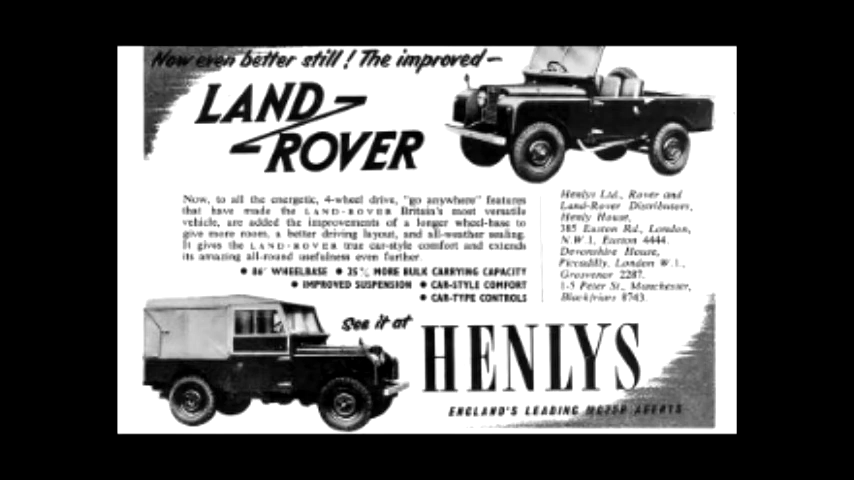 Now even better still! The improved—
LAND-
ROVER
Now, to all the energetic, 4-wheel drive, "go anywhere" features
that have made the LAND-ROVER Britain's most versatile
vehicle, are added the improvements of a longer wheel-base to
give more room, a better driving layout, and all-weather sealing.
It gives the LAND-ROVER true car-style comfort and extends
its amazing all-round usefulness even further.
● 86" WHEELBASE ● 25% MORE BULK CARRYING CAPACITY
● IMPROVED SUSPENSION ● CAR-STYLE COMFORT
● CAR-TYPE CONTROLS
Henlys Ltd., Rover and
Land-Rover Distributors,
Henly House,
385 Euston Rd., London,
N.W.1. Euston 4444.
Devonshire House,
Piccadilly, London W.1.,
Grosvenor 2287.
1-5 Peter St., Manchester,
Blackfriars 8743.
See it at
HENLYS
ENGLAND'S LEADING MOTOR AGENTS